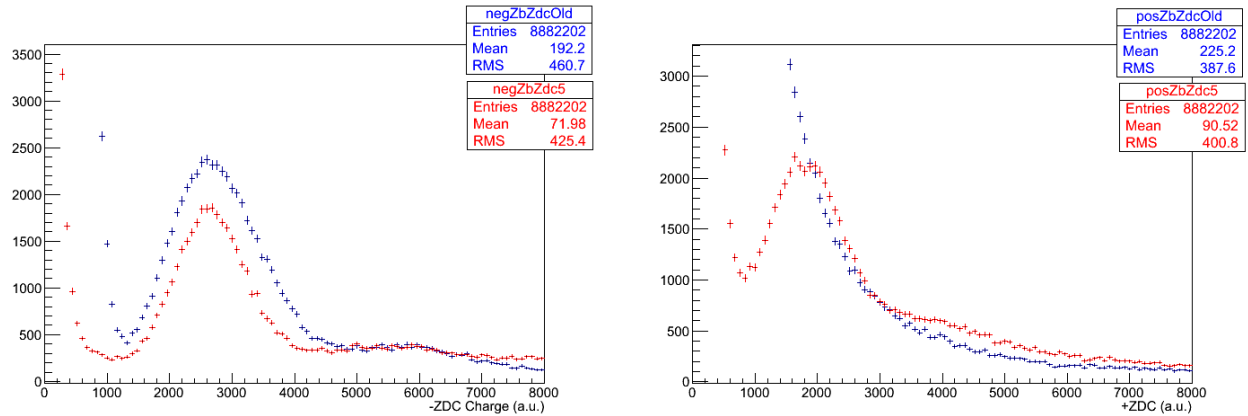 negZbZdcOld
Entries 8882202
Mean 192.2
RMS 460.7
negZbZdc5
Entries 8882202
Mean 71.98
RMS 425.4
3500
3000
2500
2000
1500
1000
500
0
0 1000 2000 3000 4000 5000 6000 7000 8000
-ZDC Charge (a.u.)
posZbZdcOld
Entries 8882202
Mean 225.2
RMS 387.6
posZbZdc5
Entries 8882202
Mean 90.52
RMS 400.8
3000
2500
2000
1500
1000
500
0
0 1000 2000 3000 4000 5000 6000 7000 8000
+ZDC (a.u.)